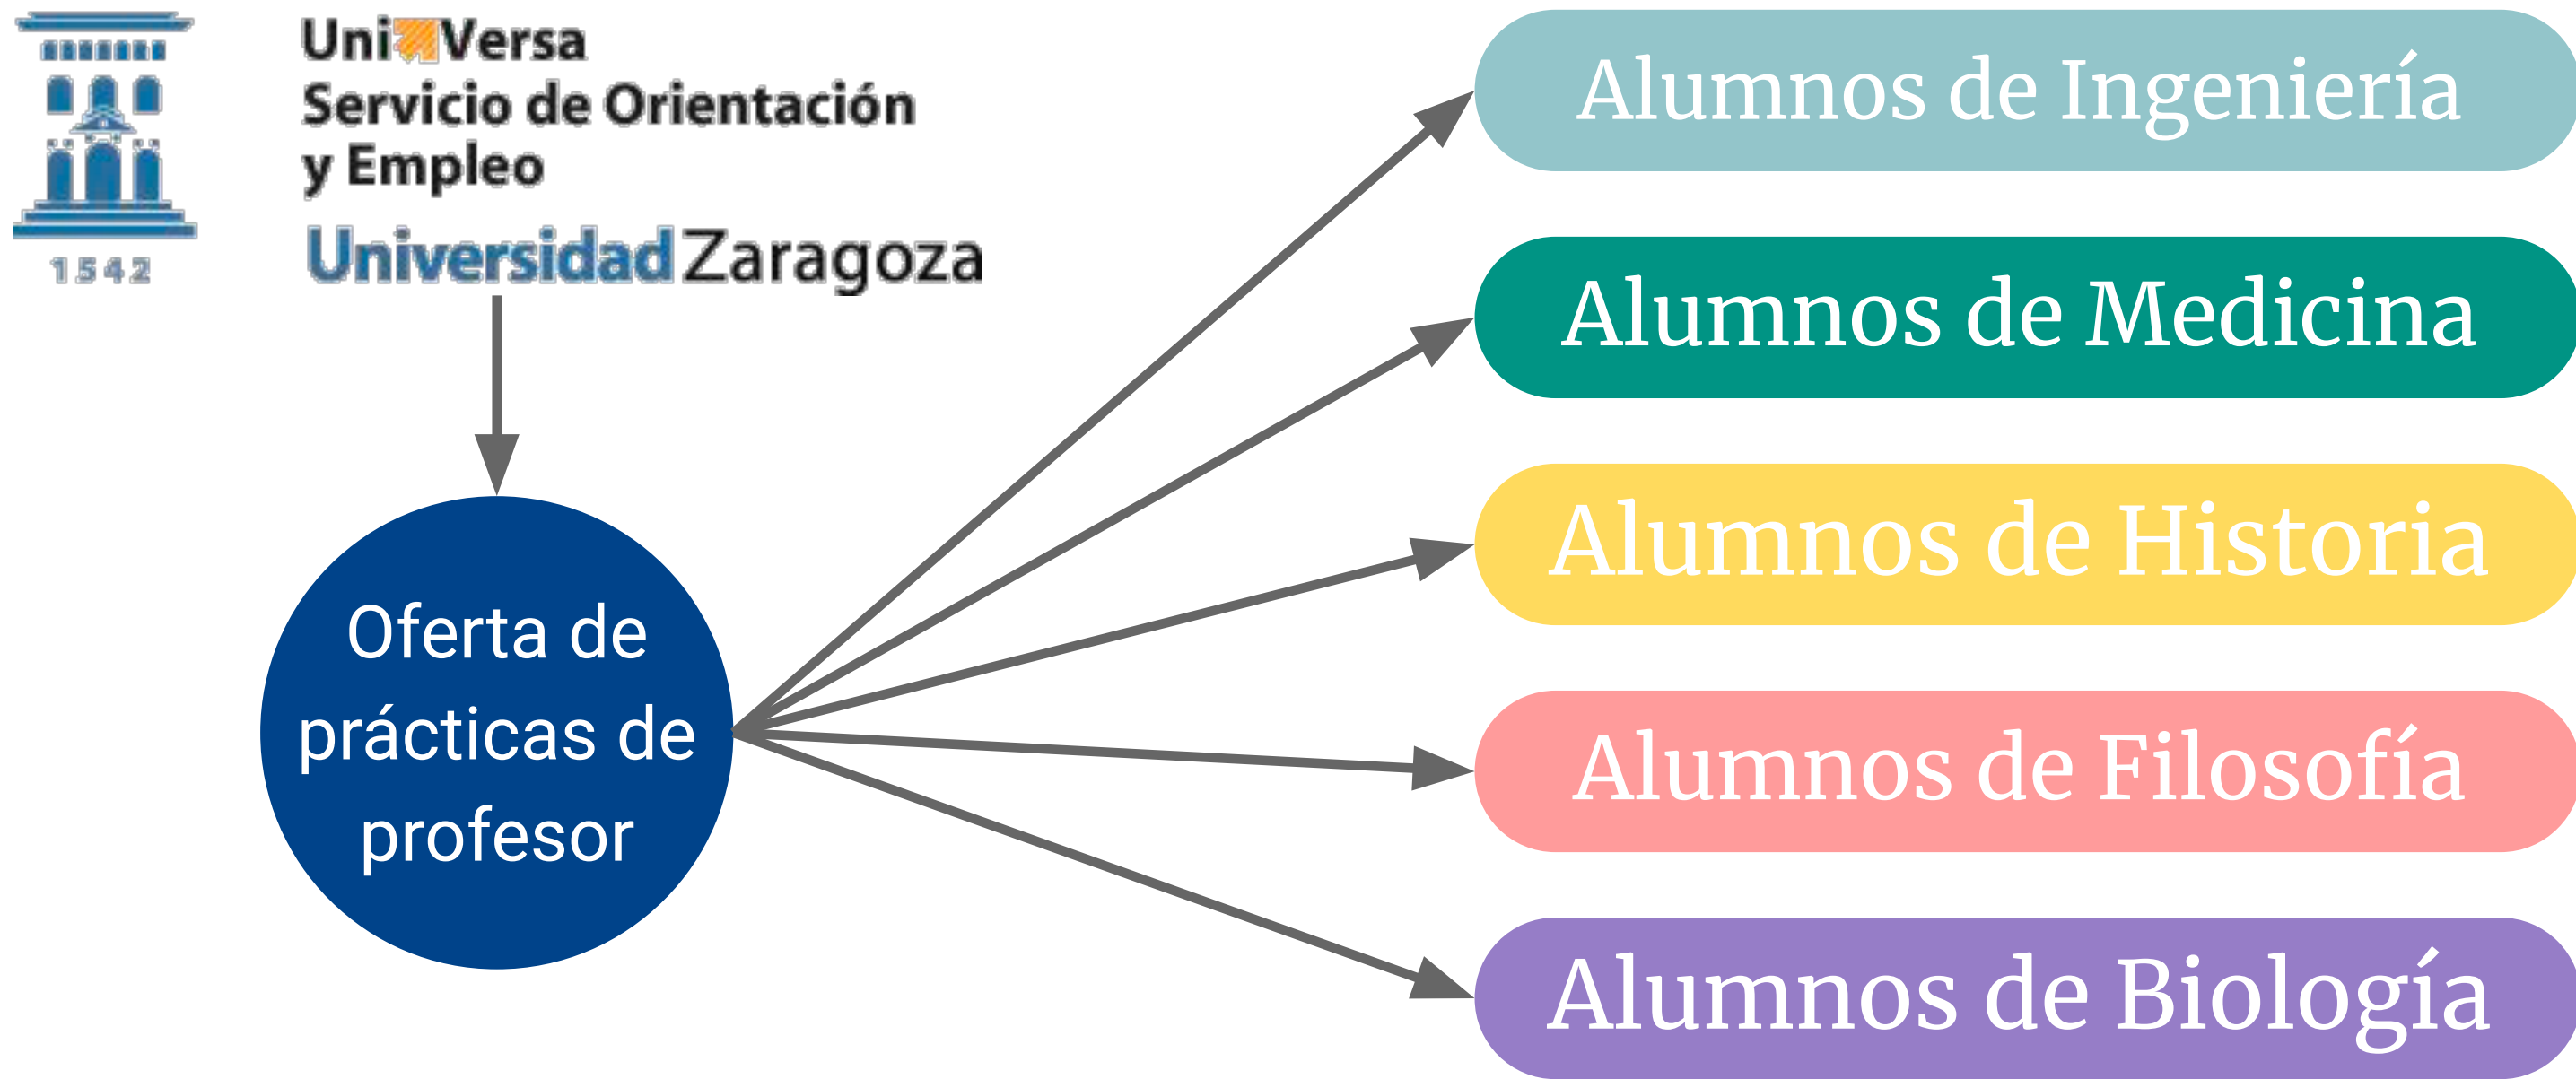 UniVersa
Servicio de Orientación
y Empleo
Universidad Zaragoza
1542
Oferta de
prácticas de
profesor
Alumnos de Ingeniería
Alumnos de Medicina
Alumnos de Historia
Alumnos de Filosofía
Alumnos de Biología